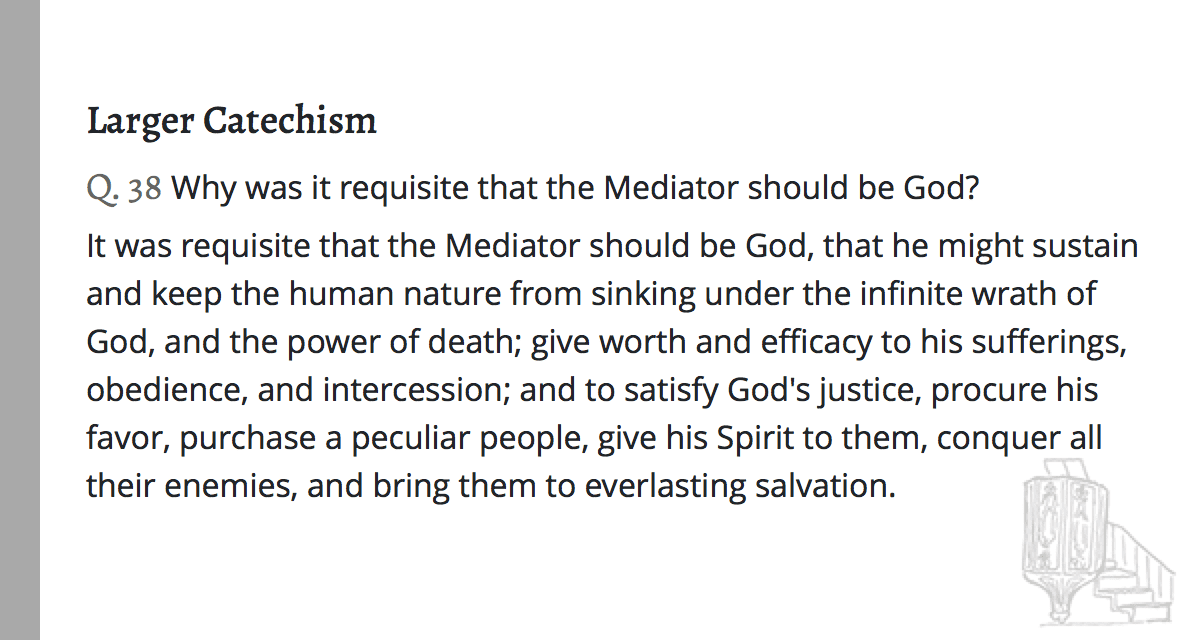 Larger Catechism
Q. 38 Why was it requisite that the Mediator should be God?
It was requisite that the Mediator should be God, that he might sustain
and keep the human nature from sinking under the infinite wrath of
God, and the power of death; give worth and efficacy to his sufferings,
obedience, and intercession; and to satisfy God's justice, procure his
favor, purchase a peculiar people, give his Spirit to them, conquer all
their enemies, and bring them to everlasting salvation.